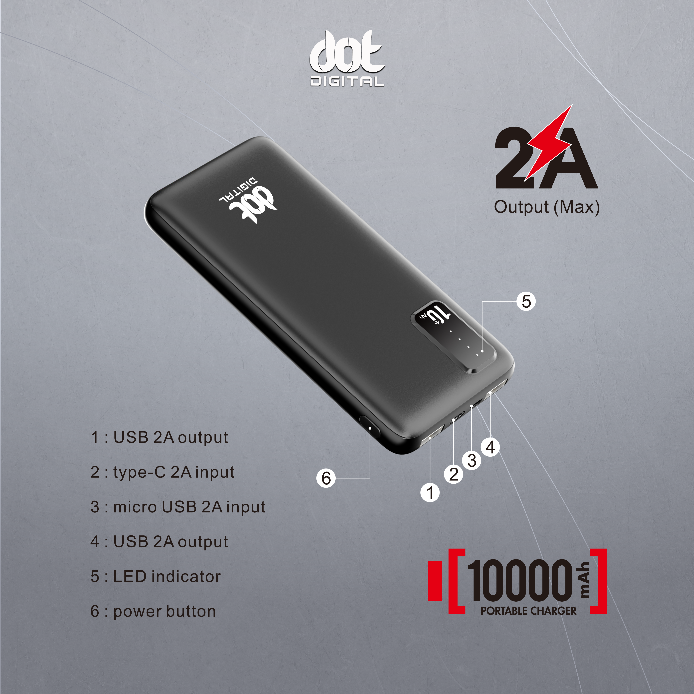 dot
DIGITAL
2A
Output (Max)
dot
DIGITAL
5
1 : USB 2A output
2 : type-C 2A input
3 : micro USB 2A input
4 : USB 2A output
5 : LED indicator
6 : power button
4
3
2
1
6
[10000 mAh]
PORTABLE CHARGER